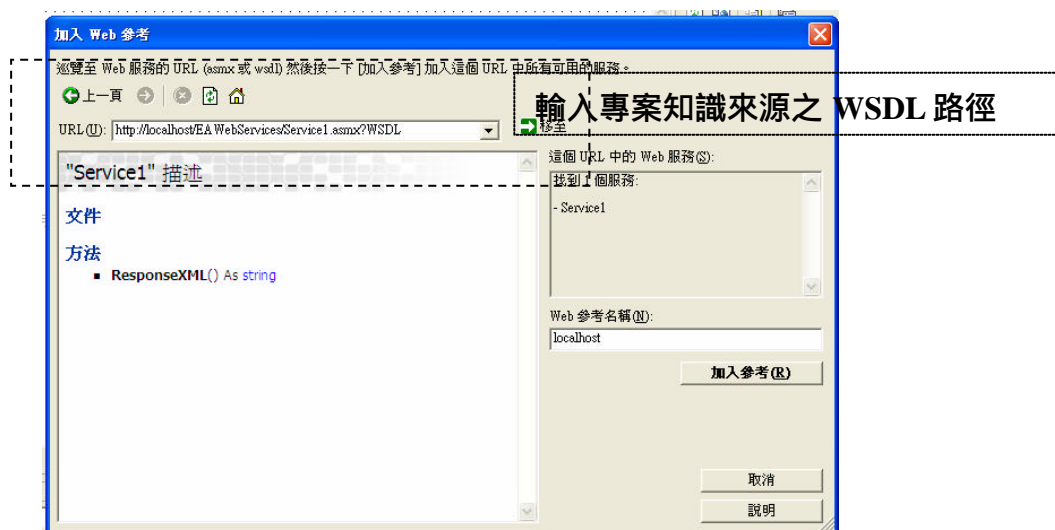 加入 Web 參考
巡覽至 Web 服務的 URL (asmx 或 wsdl) 然後按一下 [加入參考] 加入這個 URL 中所有可用的服務。
上一頁
URL(U): http://localhost/EAWebServices/Service1.asmx?WSDL
移至
輸入專案知識來源之 WSDL 路徑
"Service1" 描述
文件
方法
ResponseXML() As string
這個 URL 中的 Web 服務(S):
找到 1 個服務:
- Service1
Web 參考名稱(N):
localhost
加入參考(R)
取消
說明